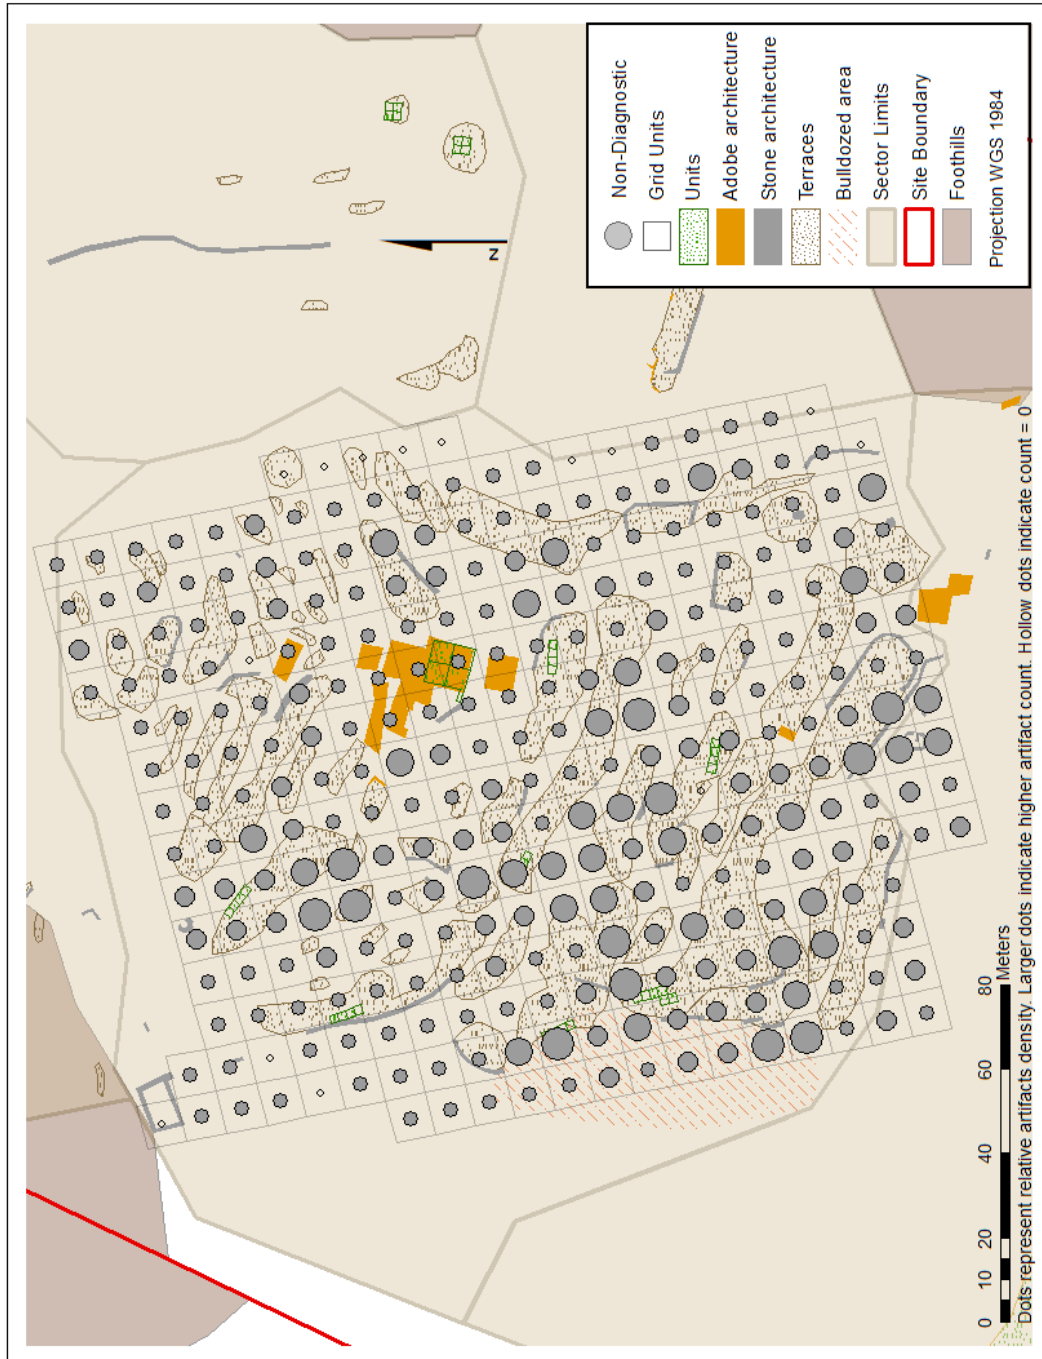 Non-Diagnostic
Grid Units
Units
Adobe architecture
Stone architecture
Terraces
Bulldozed area
Sector Limits
Site Boundary
Foothills
Projection WGS 1984
N
0 10 20 40 60 80
Meters
Dots represent relative artifacts density. Larger dots indicate higher artifact count. Hollow dots indicate count = 0